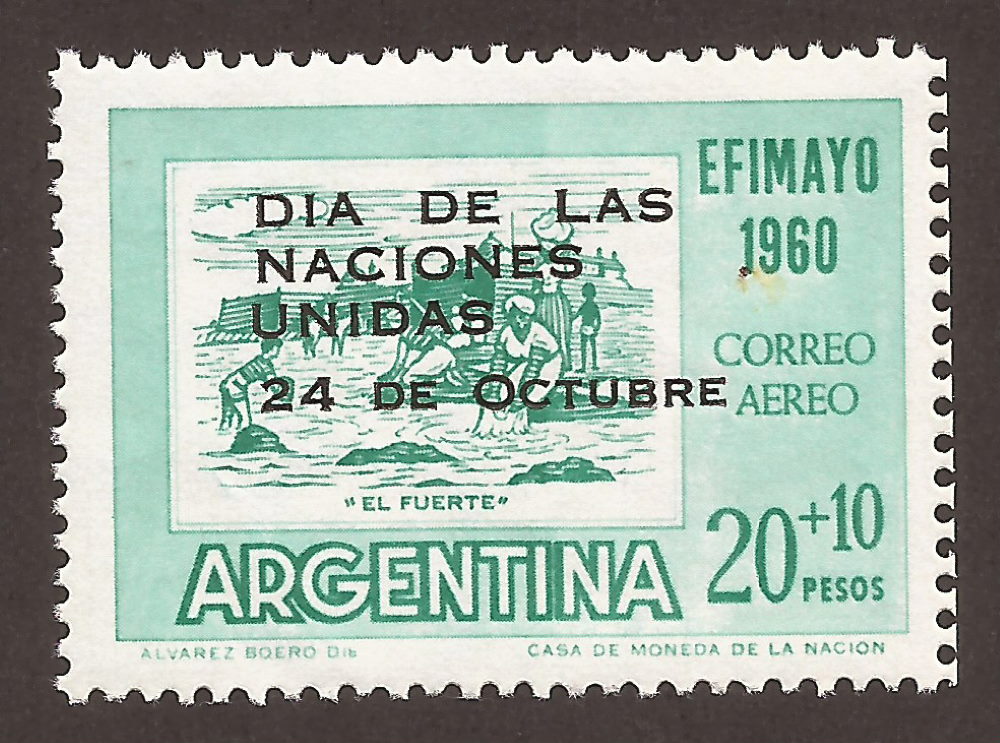 EFIMAYO
1960
DIA DE LAS
NACIONES
UNIDAS
24 DE OCTUBRE
CORREO
AEREO
"EL FUERTE"
20+10
PESOS
ARGENTINA
ALVAREZ BOERO Dib
CASA DE MONEDA DE LA NACION